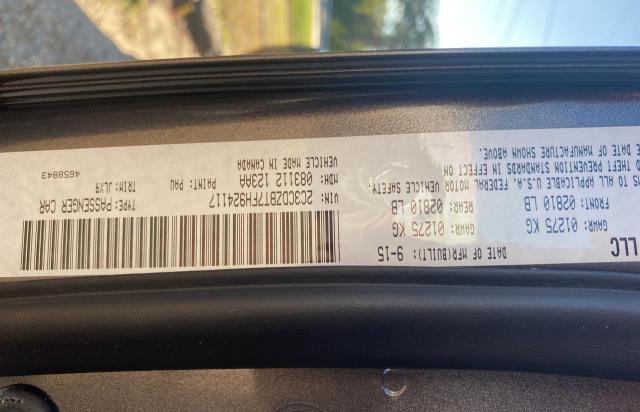 LLC
DATE OF MFR(BUILT): 9-15
GAWR: 01275 KG GAWR: 01275 KG
FRONT: 02810 LB REAR: 02810 LB
S TO ALL APPLICABLE U.S.A. FEDERAL MOTOR VEHICLE SAFETY,
THEFT PREVENTION STANDARDS IN EFFECT
E DATE OF MANUFACTURE SHOWN ABOVE.
VIN: 2C3CDZBT7FH924117 TYPE: PASSENGER CAR
MDH: 083112 123AA PAINT: PAU TRIM: JLX9
VEHICLE MADE IN CANADA 4658843